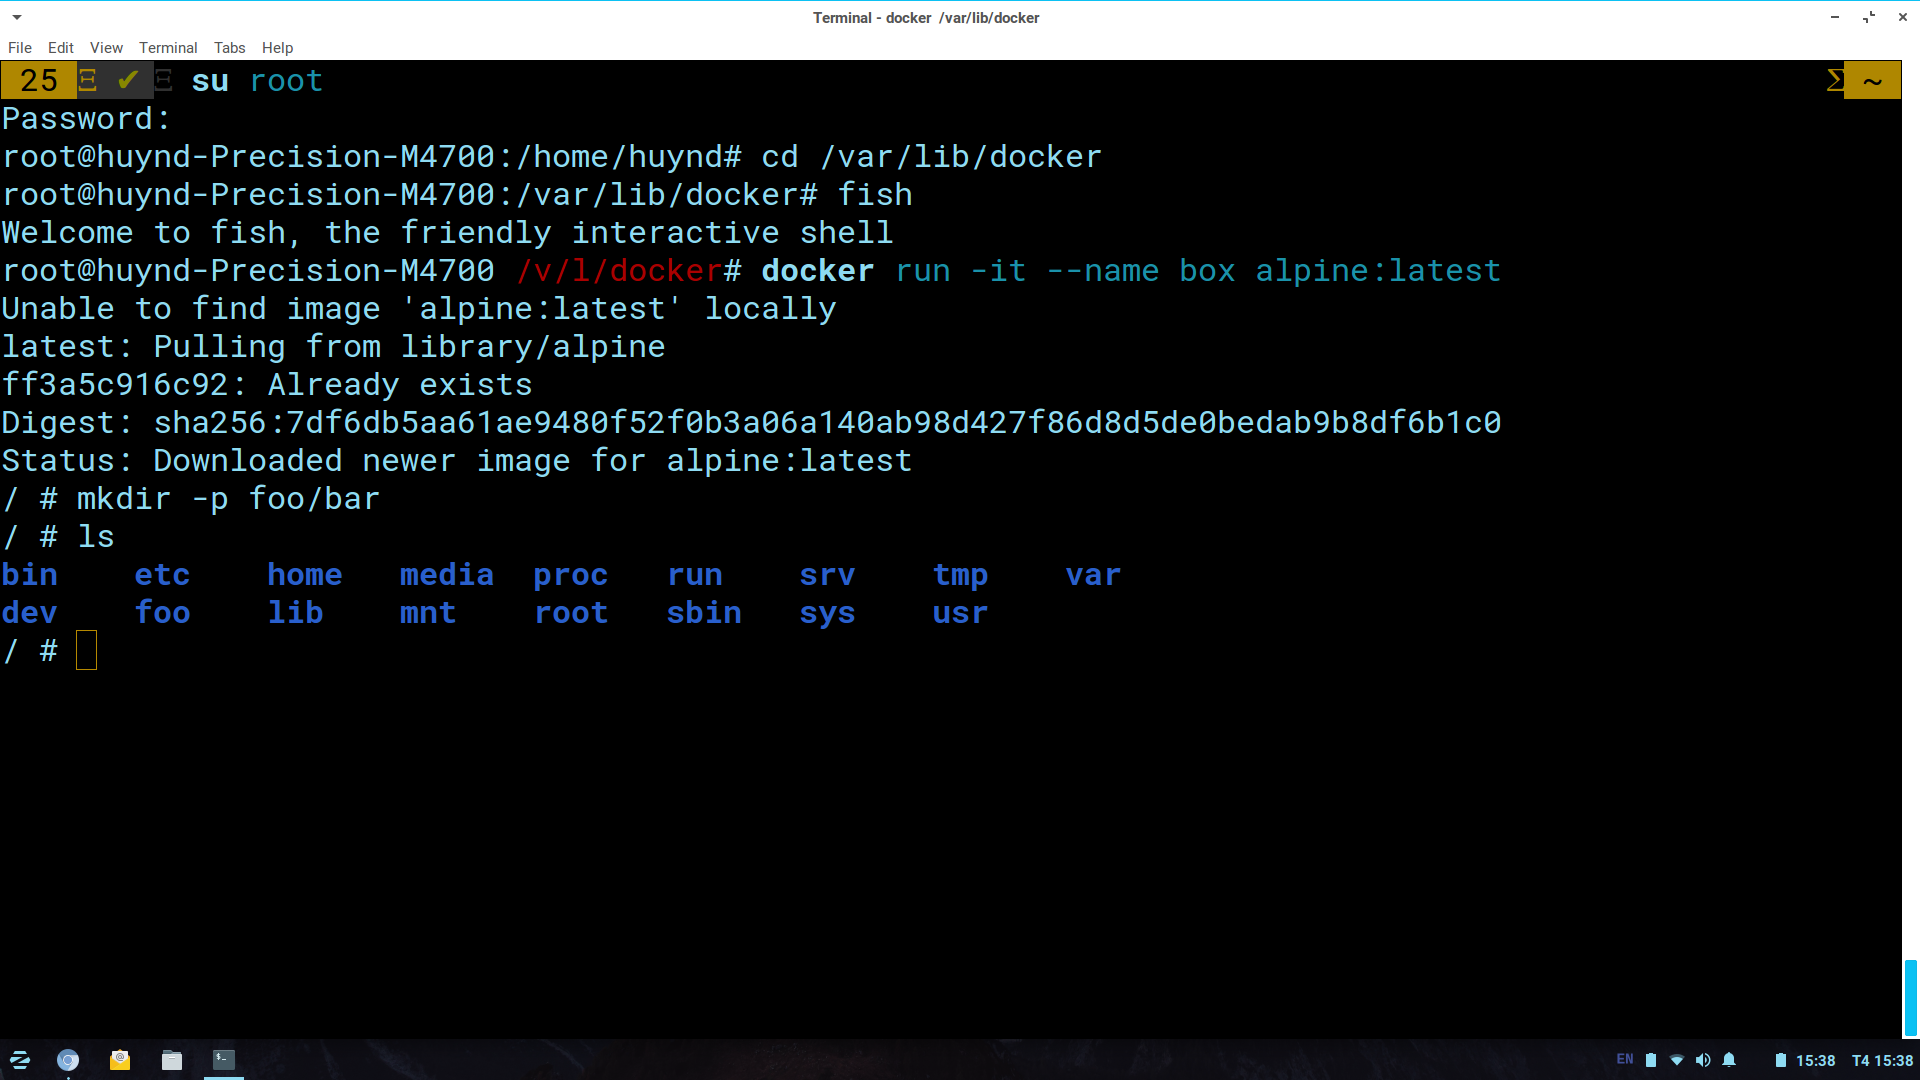 Terminal - docker /var/lib/docker
File Edit View Terminal Tabs Help
25 Ξ ✔ Ξ su root Σ ~
Password:
root@huynd-Precision-M4700:/home/huynd# cd /var/lib/docker
root@huynd-Precision-M4700:/var/lib/docker# fish
Welcome to fish, the friendly interactive shell
root@huynd-Precision-M4700 /v/l/docker# docker run -it --name box alpine:latest
Unable to find image 'alpine:latest' locally
latest: Pulling from library/alpine
ff3a5c916c92: Already exists
Digest: sha256:7df6db5aa61ae9480f52f0b3a06a140ab98d427f86d8d5de0bedab9b8df6b1c0
Status: Downloaded newer image for alpine:latest
/ # mkdir -p foo/bar
/ # ls
bin etc home media proc run srv tmp var
dev foo lib mnt root sbin sys usr
/ #
EN 15:38 T4 15:38